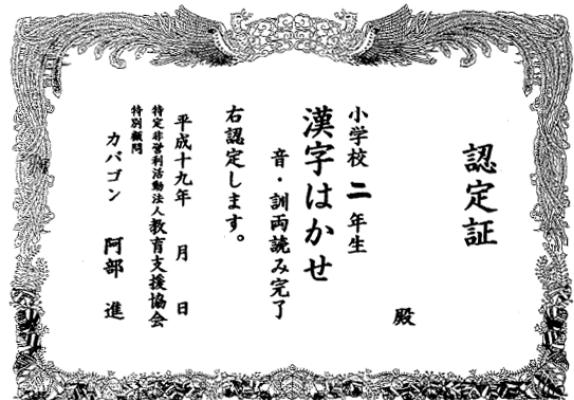 認定証
殿
小学校 二 年生
漢字はかせ
音・訓両読み完了
右認定します。
平成十九年 月 日
特定非営利活動法人教育支援協会
特別顧問
カバゴン 阿部 進